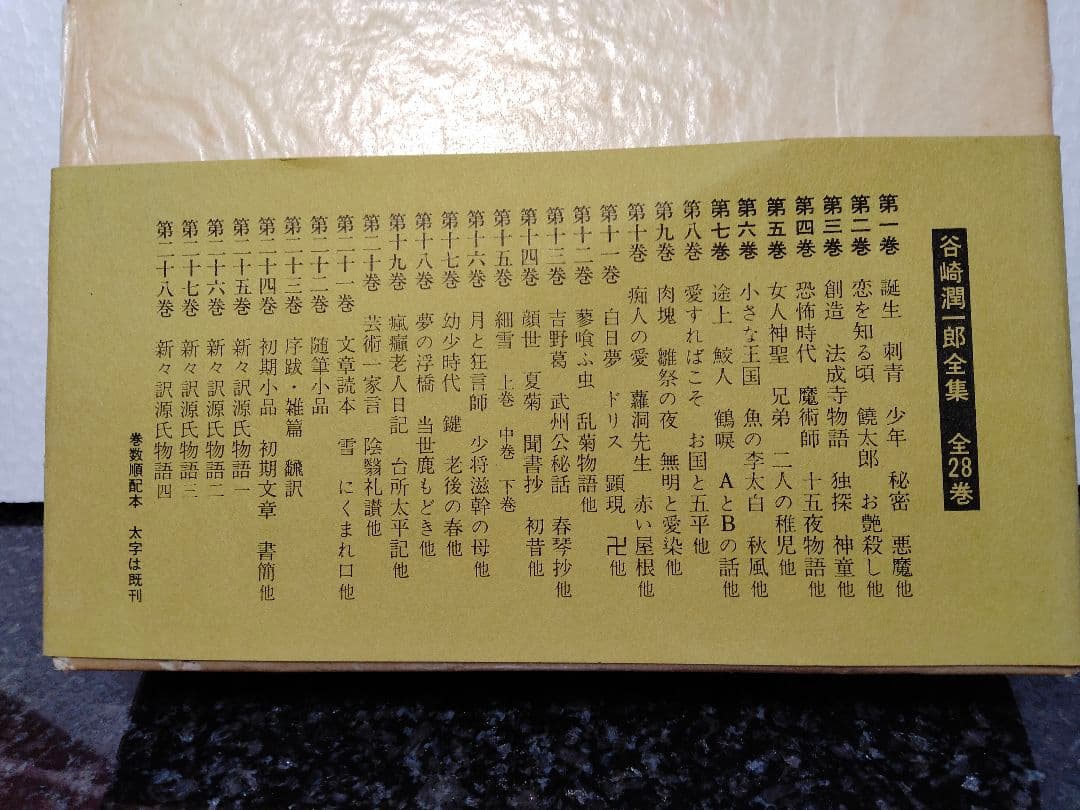 谷崎潤一郎全集 全28巻
第一巻 誕生 刺青 少年 秘密 悪魔他
第二巻 恋を知る頃 饒太郎 お艶殺し他
第三巻 創造 法成寺物語 独探 神童他
第四巻 恐怖時代 魔術師 十五夜物語他
第五巻 女人神聖 兄弟 二人の稚児他
第六巻 小さな王国 魚の李太白 秋風他
第七巻 途上 鮫人 鶴唳 AとBの話他
第八巻 愛すればこそ お国と五平他
第九巻 肉塊 雛祭の夜 無明と愛染他
第十巻 痴人の愛 蘿洞先生 赤い屋根他
第十一巻 白日夢 ドリス 顕現 卍他
第十二巻 蓼喰ふ虫 乱菊物語他
第十三巻 吉野葛 武州公秘話 春琴抄他
第十四巻 顔世 夏菊 聞書抄 初昔他
第十五巻 細雪 上巻 中巻 下巻
第十六巻 月と狂言師 少将滋幹の母他
第十七巻 幼少時代 鍵 老後の春他
第十八巻 夢の浮橋 当世鹿もどき他
第十九巻 瘋癲老人日記 台所太平記他
第二十巻 芸術一家言 陰翳礼讃他
第二十一巻 文章読本 雪 にくまれ口他
第二十二巻 随筆小品
第二十三巻 序跋・雑篇 飜訳
第二十四巻 初期小品 初期文章 書簡他
第二十五巻 新々訳源氏物語一
第二十六巻 新々訳源氏物語二
第二十七巻 新々訳源氏物語三
第二十八巻 新々訳源氏物語四
巻数順配本 太字は既刊